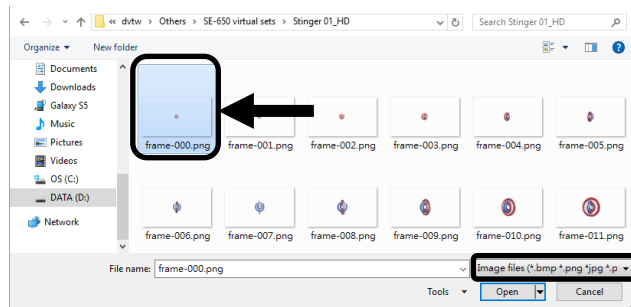 « dvtw › Others › SE-650 virtual sets › Stinger 01_HD
Search Stinger 01_HD
Organize
New folder
Documents
Downloads
Galaxy S5
Music
Pictures
Videos
OS (C:)
DATA (D:)
Network
frame-000.png frame-001.png frame-002.png frame-003.png frame-004.png frame-005.png
frame-006.png frame-007.png frame-008.png frame-009.png frame-010.png frame-011.png
File name: frame-000.png
Image files (*.bmp *.png *jpg *.p
Tools
Open
Cancel